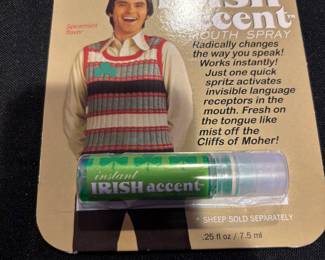 Spearmint
flavor
IRISH
accent
MOUTH SPRAY
Radically changes
the way you speak!
Works instantly!
Just one quick
spritz activates
invisible language
receptors in the
mouth. Fresh on
the tongue like
mist off the
Cliffs of Moher!
instant
IRISH accent
* SHEEP SOLD SEPARATELY
.25 fl oz / 7.5 ml